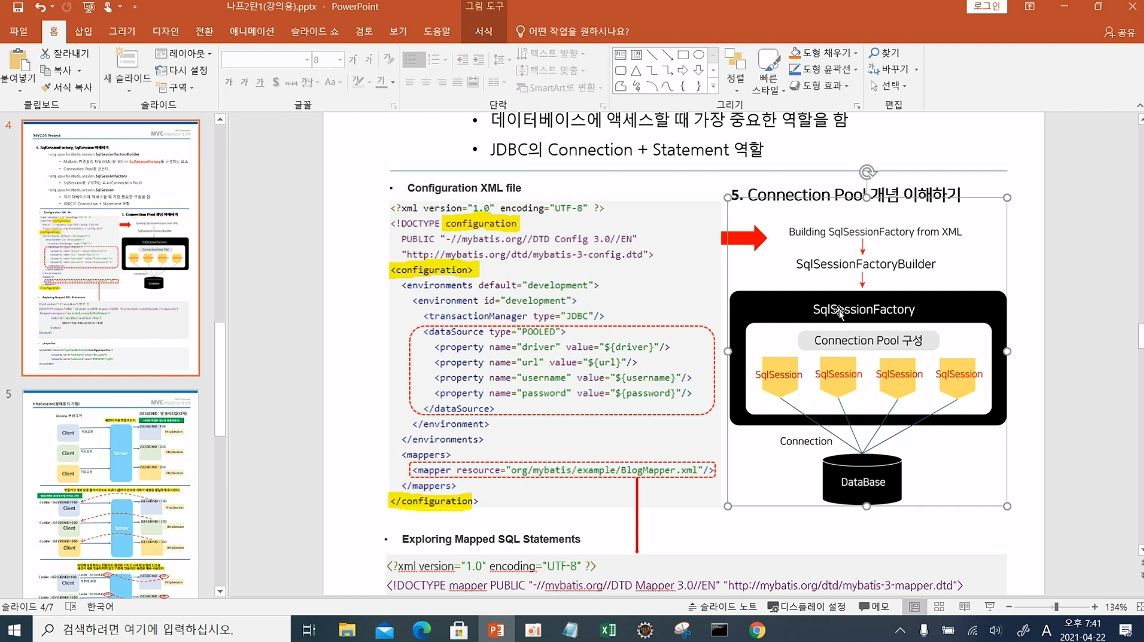 나프2탄1(강의용).pptx - PowerPoint
그림 도구
로그인
파일 홈 삽입 그리기 디자인 전환 애니메이션 슬라이드 쇼 검토 보기 도움말 서식 어떤 작업을 원하시나요? 공유
붙여넣기
잘라내기
복사
서식 복사
클립보드
새 슬라이드
레이아웃
다시 설정
구역
슬라이드
8
글꼴
텍스트 방향
텍스트 맞춤
SmartArt로 변환
단락
정렬
빠른 스타일
도형 채우기
도형 윤곽선
도형 효과
그리기
찾기
바꾸기
선택
편집
4
5
• 데이터베이스에 액세스할 때 가장 중요한 역할을 함
• JDBC의 Connection + Statement 역할
• Configuration XML file
<?xml version="1.0" encoding="UTF-8" ?>
<!DOCTYPE configuration
PUBLIC "-//mybatis.org//DTD Config 3.0//EN"
"http://mybatis.org/dtd/mybatis-3-config.dtd">
<configuration>
<environments default="development">
<environment id="development">
<transactionManager type="JDBC"/>
<dataSource type="POOLED">
<property name="driver" value="${driver}"/>
<property name="url" value="${url}"/>
<property name="username" value="${username}"/>
<property name="password" value="${password}"/>
</dataSource>
</environment>
</environments>
<mappers>
<mapper resource="org/mybatis/example/BlogMapper.xml"/>
</mappers>
</configuration>
5. Connection Pool 개념 이해하기
Building SqlSessionFactory from XML
SqlSessionFactoryBuilder
SqlSessionFactory
Connection Pool 구성
SqlSession SqlSession SqlSession SqlSession
Connection
DataBase
• Exploring Mapped SQL Statements
<?xml version="1.0" encoding="UTF-8" ?>
<!DOCTYPE mapper PUBLIC "-//mybatis.org//DTD Mapper 3.0//EN" "http://mybatis.org/dtd/mybatis-3-mapper.dtd">
슬라이드 4/7 한국어
슬라이드 노트 디스플레이 설정 메모 134%
검색하려면 여기에 입력하십시오.
A
오후 7:41
2021-04-22